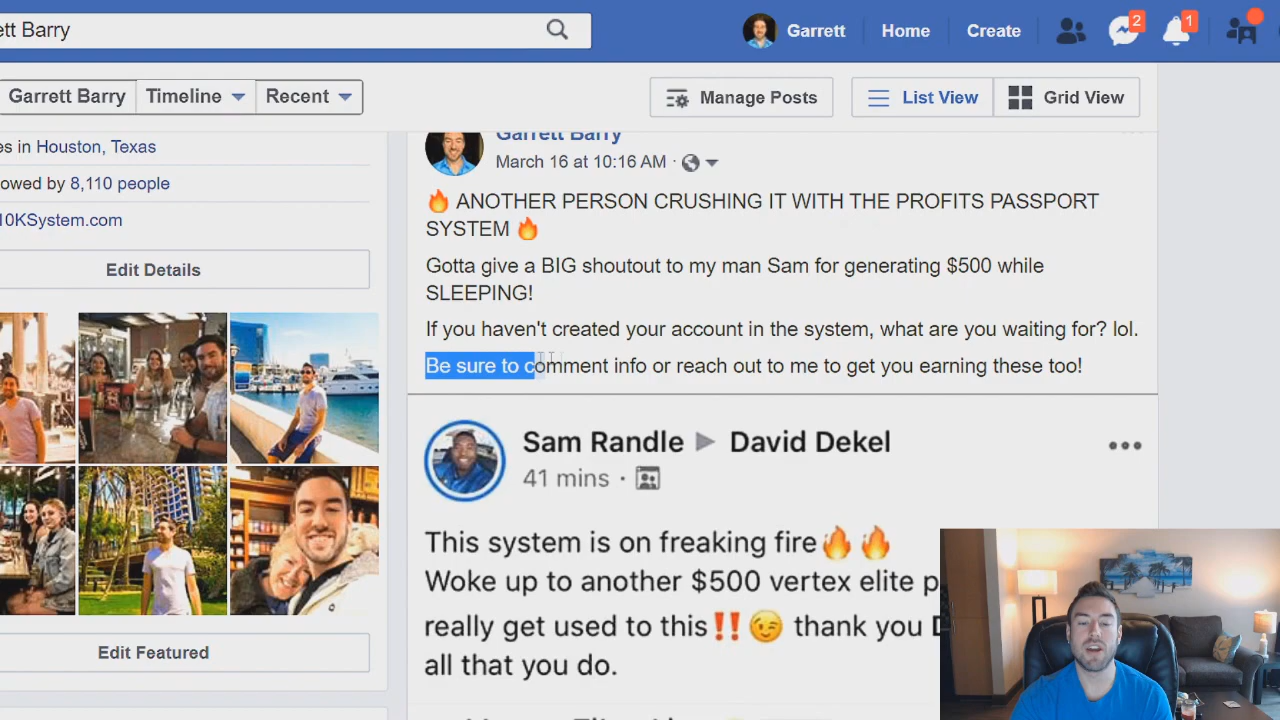 ett Barry
Garrett
Home
Create
2
1
Garrett Barry
Timeline
Recent
Manage Posts
List View
Grid View
es in Houston, Texas
owed by 8,110 people
10KSystem.com
Edit Details
Edit Featured
Garrett Barry
March 16 at 10:16 AM ·
🔥 ANOTHER PERSON CRUSHING IT WITH THE PROFITS PASSPORT
SYSTEM 🔥
Gotta give a BIG shoutout to my man Sam for generating $500 while
SLEEPING!
If you haven't created your account in the system, what are you waiting for? lol.
Be sure to comment info or reach out to me to get you earning these too!
Sam Randle ▶ David Dekel
41 mins ·
This system is on freaking fire🔥🔥
Woke up to another $500 vertex elite p
really get used to this‼️😉 thank you D
all that you do.